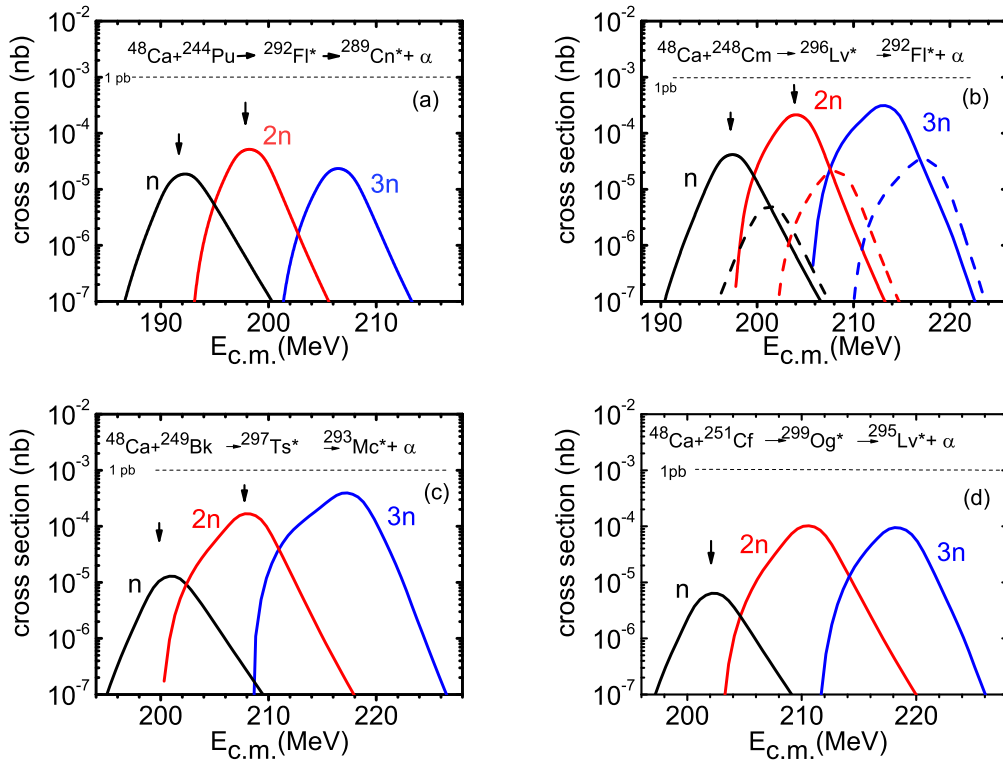 10⁻² 10⁻³ 10⁻⁴ 10⁻⁵ 10⁻⁶ 10⁻⁷
cross section (nb)
⁴⁸Ca+²⁴⁴Pu → ²⁹²Fl* → ²⁸⁹Cn*+ α
1 pb
(a)
n 2n 3n
190 200 210
E_c.m.(MeV)
10⁻² 10⁻³ 10⁻⁴ 10⁻⁵ 10⁻⁶ 10⁻⁷
cross section (nb)
⁴⁸Ca+²⁴⁸Cm → ²⁹⁶Lv* → ²⁹²Fl*+ α
1pb
(b)
n 2n 3n
190 200 210 220
E_c.m.(MeV)
10⁻² 10⁻³ 10⁻⁴ 10⁻⁵ 10⁻⁶ 10⁻⁷
cross section (nb)
⁴⁸Ca+²⁴⁹Bk → ²⁹⁷Ts* → ²⁹³Mc*+ α
1 pb
(c)
n 2n 3n
200 210 220
E_c.m.(MeV)
10⁻² 10⁻³ 10⁻⁴ 10⁻⁵ 10⁻⁶ 10⁻⁷
cross section (nb)
⁴⁸Ca+²⁵¹Cf → ²⁹⁹Og* → ²⁹⁵Lv*+ α
1pb
(d)
n 2n 3n
200 210 220
E_c.m.(MeV)